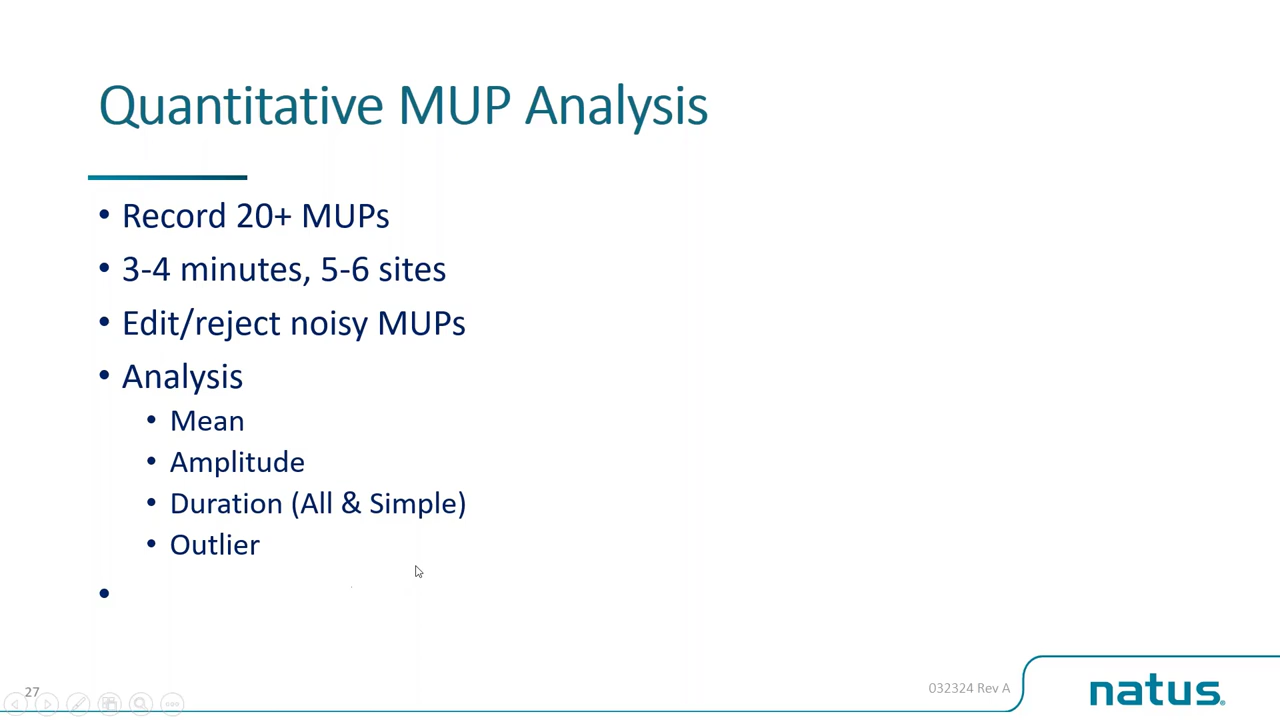 Quantitative MUP Analysis
• Record 20+ MUPs
• 3-4 minutes, 5-6 sites
• Edit/reject noisy MUPs
• Analysis
• Mean
• Amplitude
• Duration (All & Simple)
• Outlier
•
27
032324 Rev A
natus.